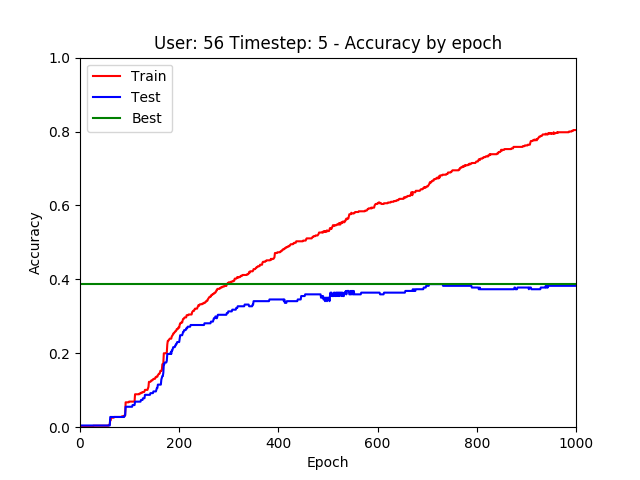 User: 56 Timestep: 5 - Accuracy by epoch
Train
Test
Best
Accuracy
1.0
0.8
0.6
0.4
0.2
0.0
0 200 400 600 800 1000
Epoch